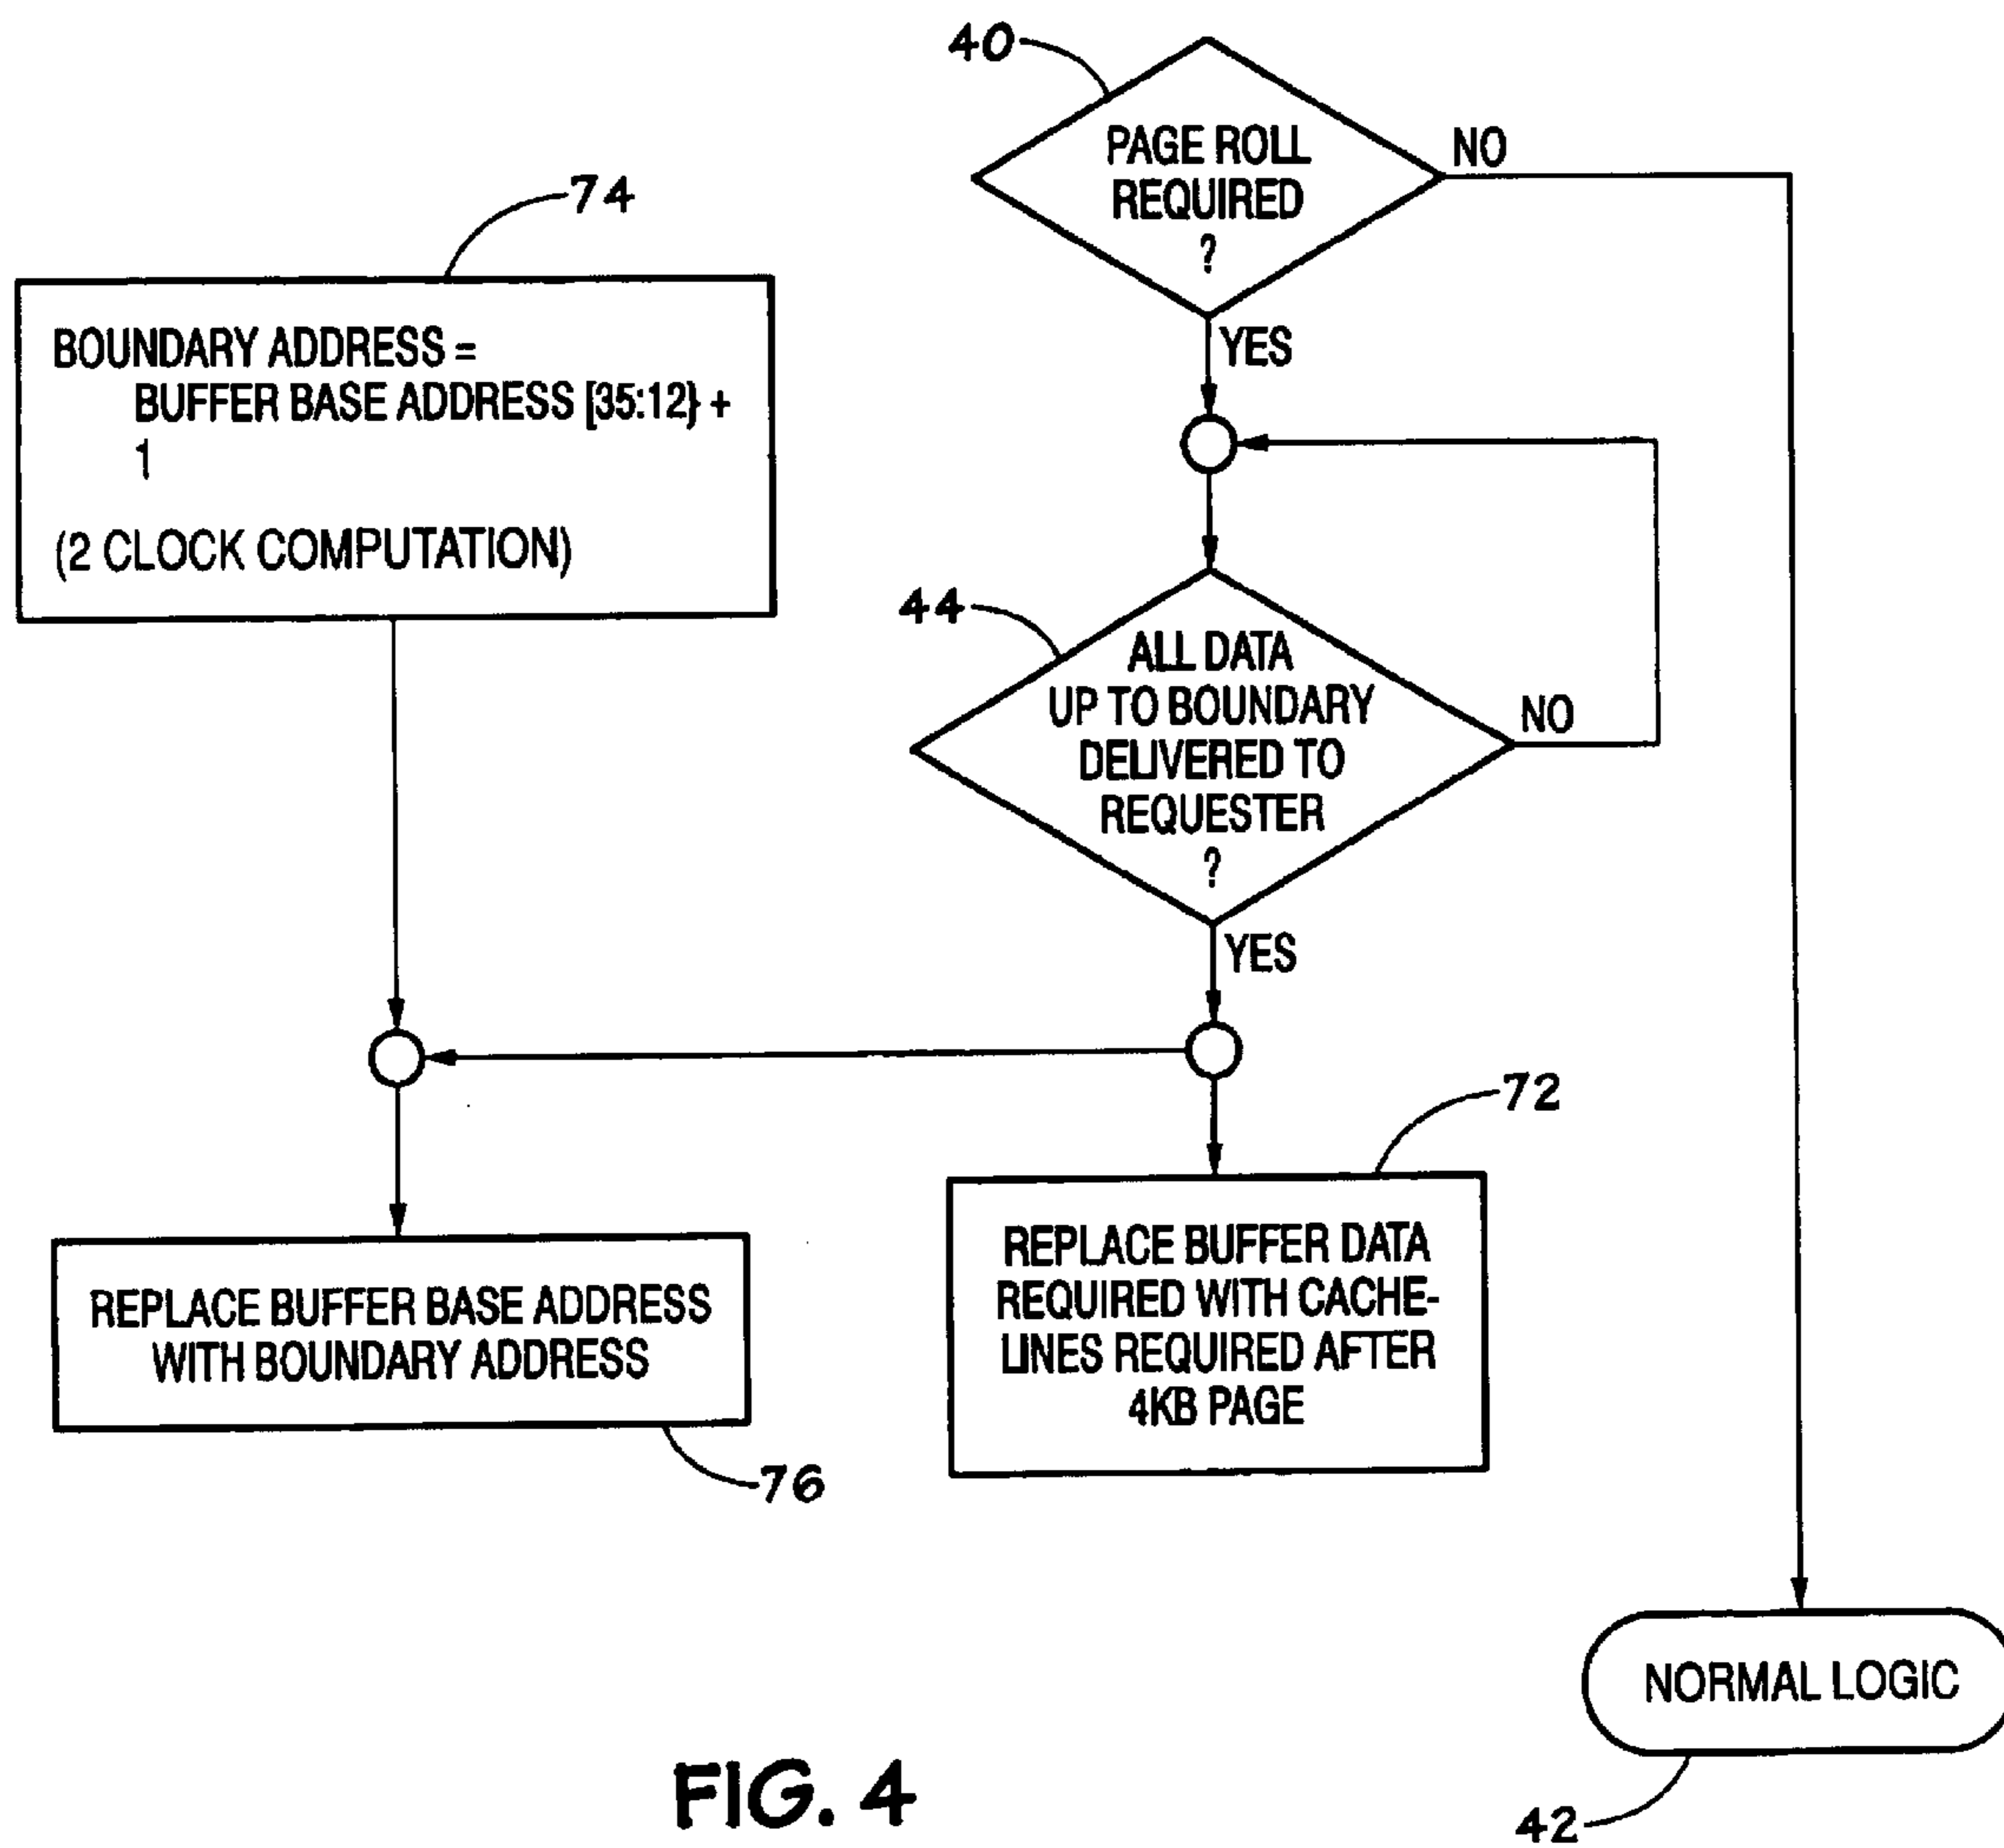 40
PAGE ROLL
REQUIRED
?
NO
YES
74
BOUNDARY ADDRESS =
BUFFER BASE ADDRESS [35:12} +
1
(2 CLOCK COMPUTATION)
44
ALL DATA
UP TO BOUNDARY
DELIVERED TO
REQUESTER
?
NO
YES
72
REPLACE BUFFER DATA
REQUIRED WITH CACHE-
LINES REQUIRED AFTER
4KB PAGE
REPLACE BUFFER BASE ADDRESS
WITH BOUNDARY ADDRESS
76
NORMAL LOGIC
42
FIG. 4